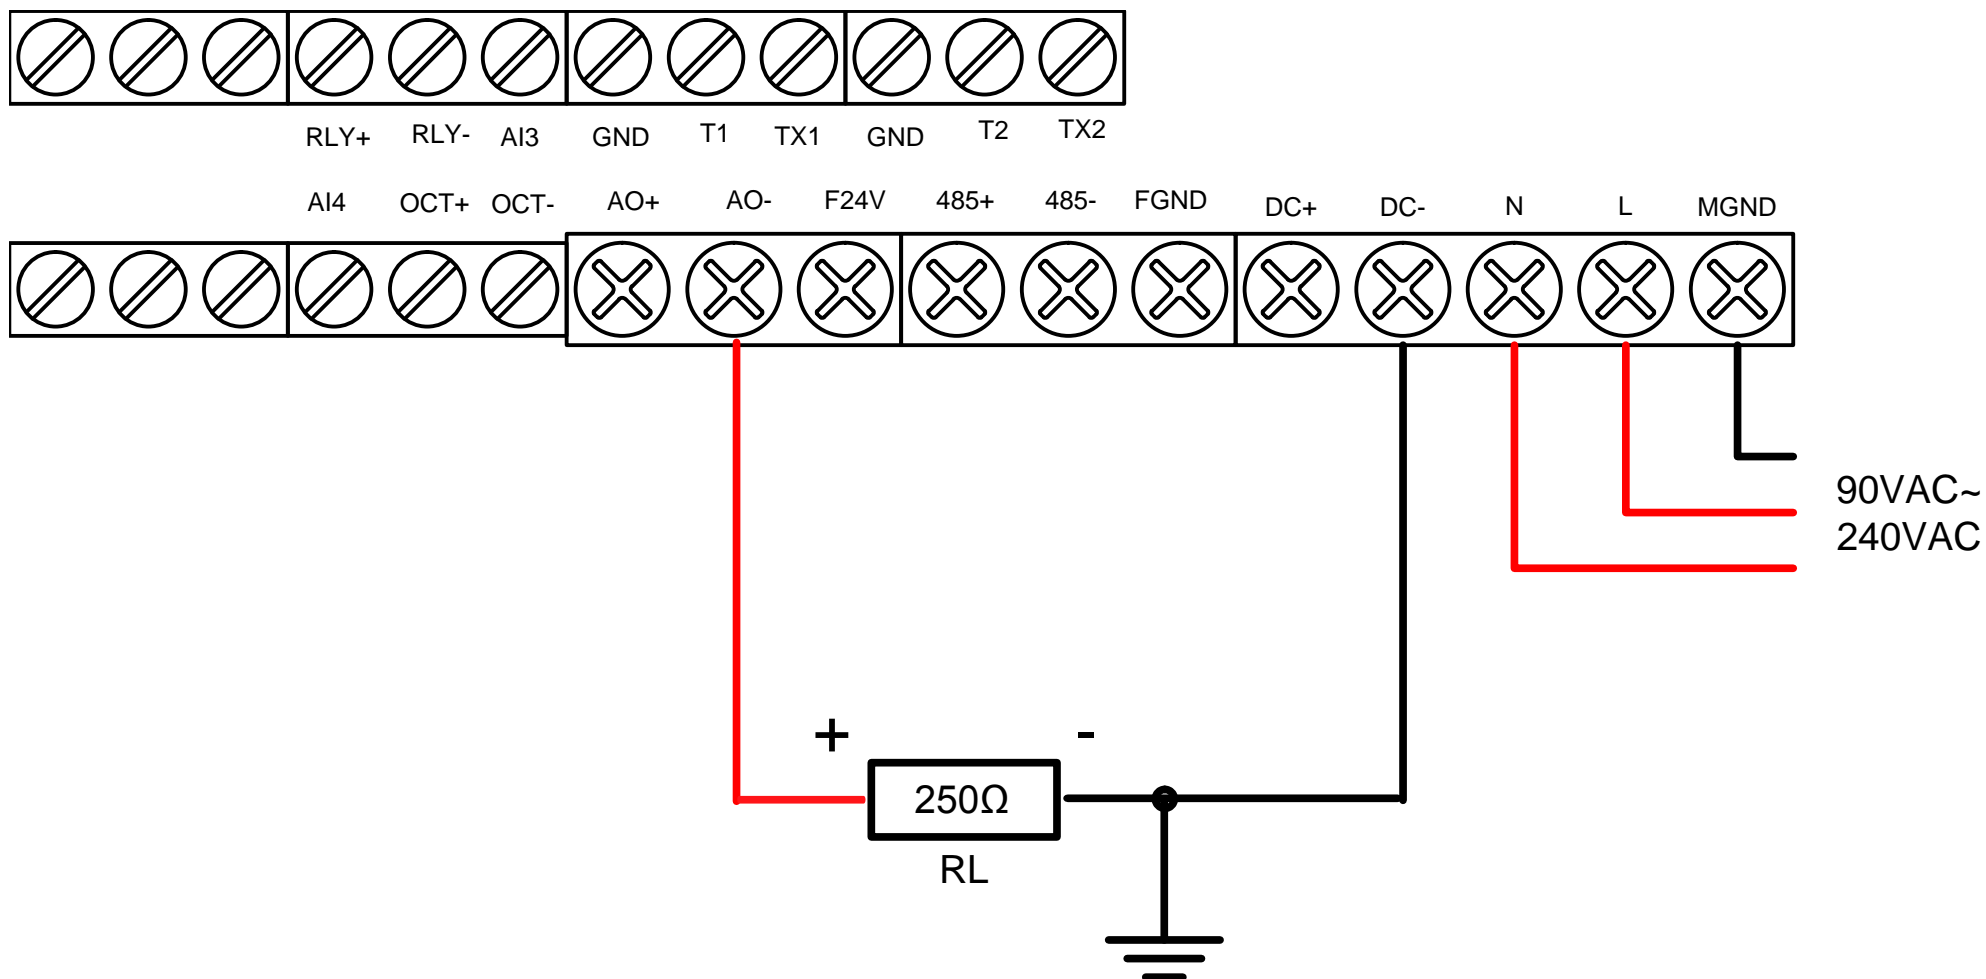 RLY+ RLY- AI3 GND T1 TX1 GND T2 TX2
AI4 OCT+ OCT- AO+ AO- F24V 485+ 485- FGND DC+ DC- N L MGND
90VAC~
240VAC
+ -
250Ω
RL